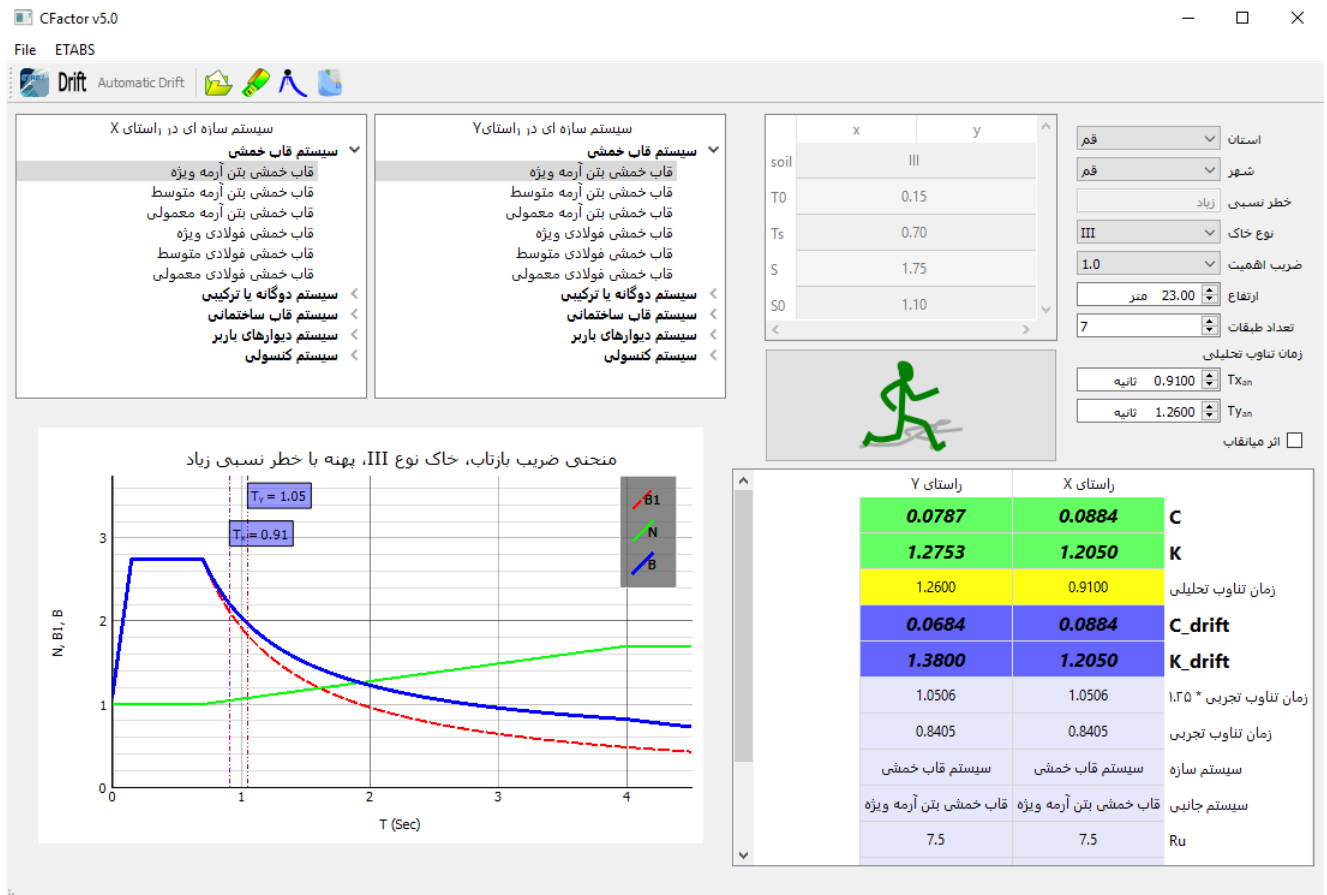 CFactor v5.0
File ETABS
Drift Automatic Drift
سیستم سازه ای در راستای X
سیستم قاب خمشی
قاب خمشی بتن آرمه ویژه
قاب خمشی بتن آرمه متوسط
قاب خمشی بتن آرمه معمولی
قاب خمشی فولادی ویژه
قاب خمشی فولادی متوسط
قاب خمشی فولادی معمولی
سیستم دوگانه یا ترکیبی
سیستم قاب ساختمانی
سیستم دیوارهای باربر
سیستم کنسولی
سیستم سازه ای در راستایY
سیستم قاب خمشی
قاب خمشی بتن آرمه ویژه
قاب خمشی بتن آرمه متوسط
قاب خمشی بتن آرمه معمولی
قاب خمشی فولادی ویژه
قاب خمشی فولادی متوسط
قاب خمشی فولادی معمولی
سیستم دوگانه یا ترکیبی
سیستم قاب ساختمانی
سیستم دیوارهای باربر
سیستم کنسولی
x y
soil III
T0 0.15
Ts 0.70
S 1.75
S0 1.10
استان قم
شهر قم
خطر نسبی زیاد
نوع خاک III
ضریب اهمیت 1.0
ارتفاع 23.00 متر
تعداد طبقات 7
زمان تناوب تحلیلی
Txan 0.9100 ثانیه
Tyan 1.2600 ثانیه
اثر میانقاب
منحنی ضریب بازتاب، خاک نوع III، پهنه با خطر نسبی زیاد
Ty = 1.05
Tx = 0.91
B1
N
B
N, B1, B
3
2
1
0
0 1 2 3 4
T (Sec)
راستای X راستای Y
C 0.0884 0.0787
K 1.2050 1.2753
زمان تناوب تحلیلی 0.9100 1.2600
C_drift 0.0884 0.0684
K_drift 1.2050 1.3800
زمان تناوب تجربی * ۱.۲۵ 1.0506 1.0506
زمان تناوب تجربی 0.8405 0.8405
سیستم سازه سیستم قاب خمشی سیستم قاب خمشی
سیستم جانبی قاب خمشی بتن آرمه ویژه قاب خمشی بتن آرمه ویژه
Ru 7.5 7.5